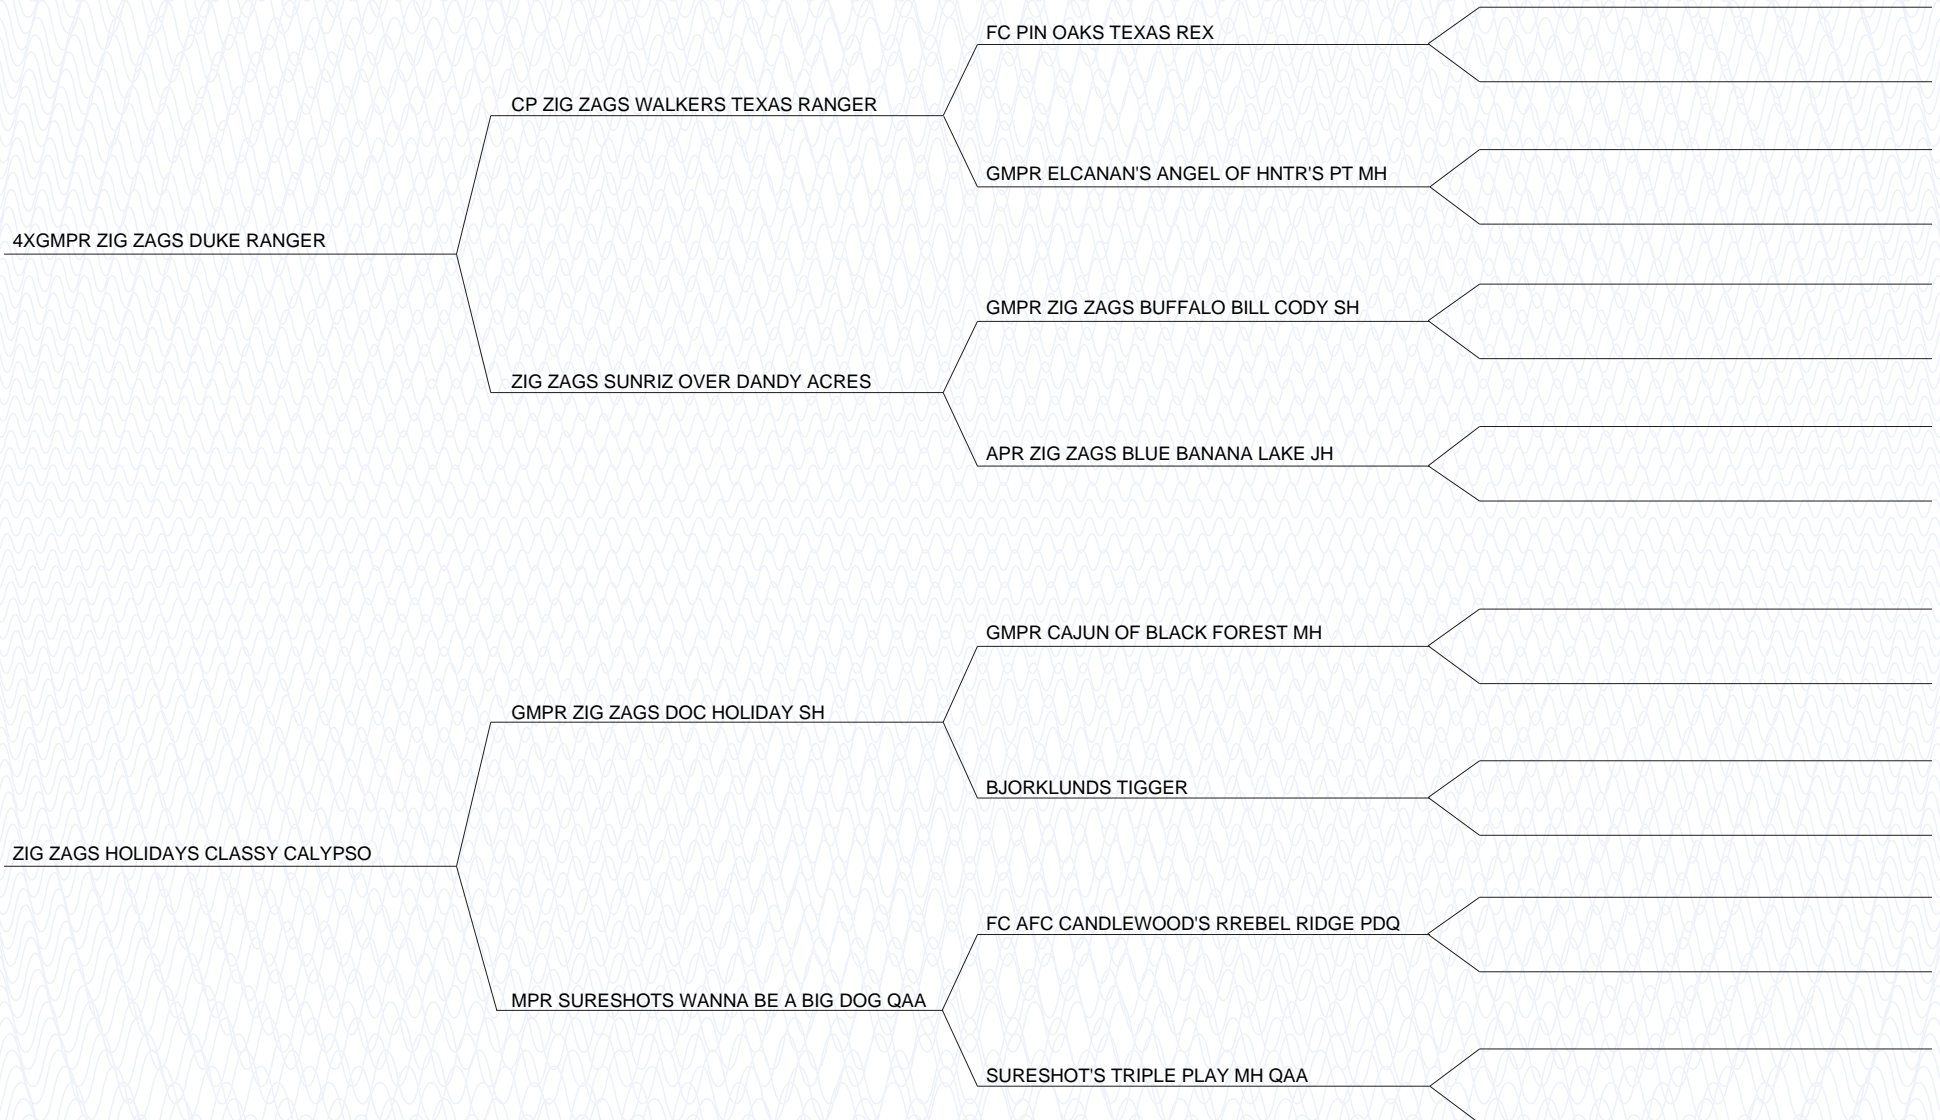 FC PIN OAKS TEXAS REX
CP ZIG ZAGS WALKERS TEXAS RANGER
GMPR ELCANAN'S ANGEL OF HNTR'S PT MH
4XGMPR ZIG ZAGS DUKE RANGER
GMPR ZIG ZAGS BUFFALO BILL CODY SH
ZIG ZAGS SUNRIZ OVER DANDY ACRES
APR ZIG ZAGS BLUE BANANA LAKE JH
GMPR CAJUN OF BLACK FOREST MH
GMPR ZIG ZAGS DOC HOLIDAY SH
BJORKLUNDS TIGGER
ZIG ZAGS HOLIDAYS CLASSY CALYPSO
FC AFC CANDLEWOOD'S RREBEL RIDGE PDQ
MPR SURESHOTS WANNA BE A BIG DOG QAA
SURESHOT'S TRIPLE PLAY MH QAA